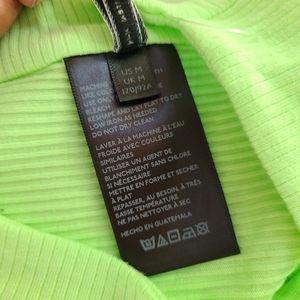 US M
UK M
170/92A
MACHINE
LIKE COLO
USE ONLY
BLEACH
RESHAPE AND LAY FLAT TO DRY
LOW IRON AS NEEDED
DO NOT DRY CLEAN
LAVER À LA MACHINE À L'EAU
FROIDE AVEC COULEURS
SIMILAIRES
UTILISER UN AGENT DE
BLANCHIMENT SANS CHLORE
SI NÉCESSAIRE
METTRE EN FORME ET SÉCHER
À PLAT
REPASSER, AU BESOIN, À TRÈS
BASSE TEMPÉRATURE
NE PAS NETTOYER À SEC
HECHO EN GUATEMALA